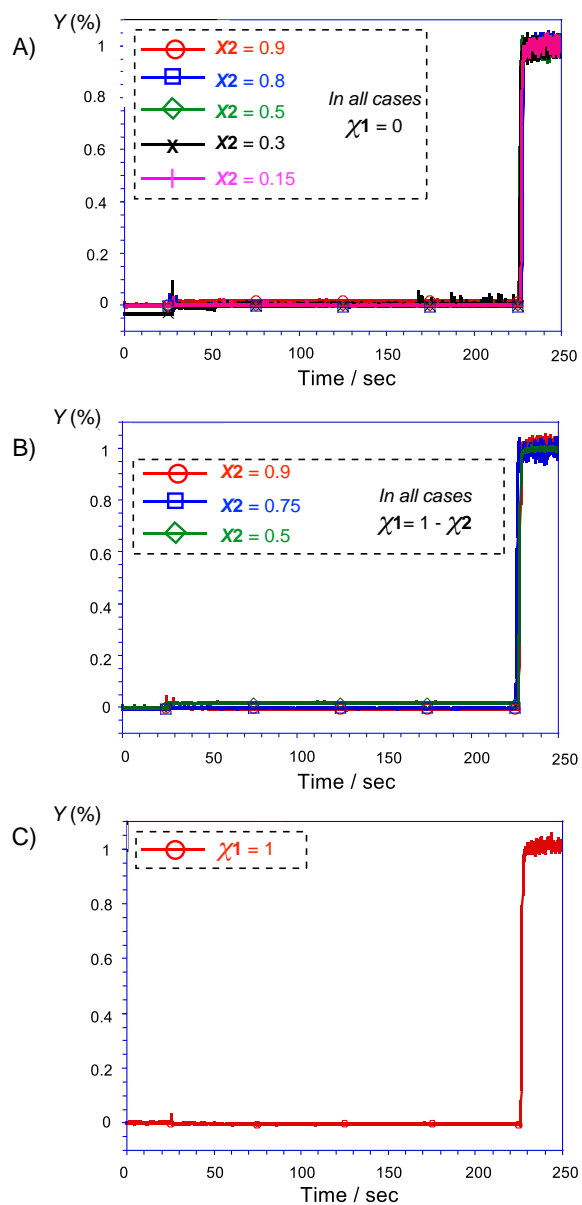 A)
Y (%)
X2 = 0.9
X2 = 0.8
X2 = 0.5
X2 = 0.3
X2 = 0.15
In all cases
χ1 = 0
1
0.8
0.6
0.4
0.2
0
0 50 100 150 200 250
Time / sec
B)
Y (%)
X2 = 0.9
X2 = 0.75
X2 = 0.5
In all cases
χ1 = 1 - χ2
1
0.8
0.6
0.4
0.2
0
0 50 100 150 200 250
Time / sec
C)
Y (%)
χ1 = 1
1
0.8
0.6
0.4
0.2
0
0 50 100 150 200 250
Time / sec